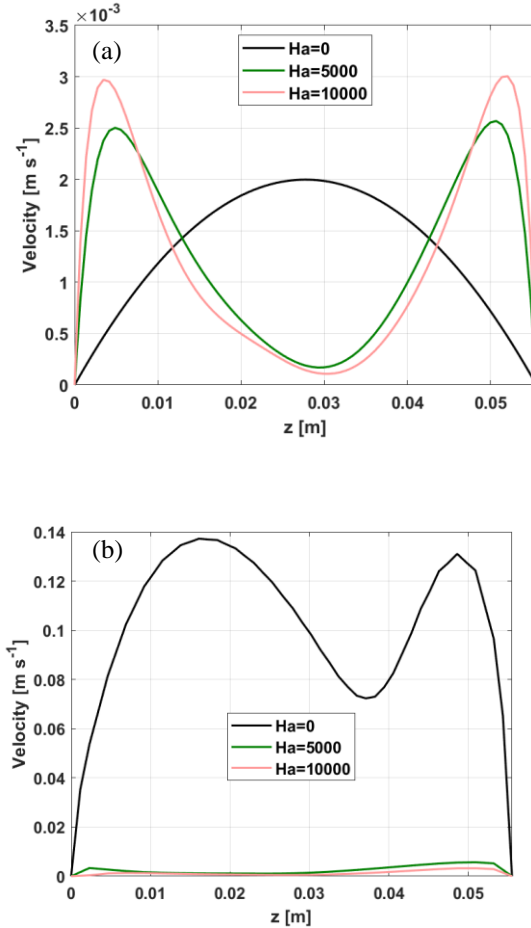 ×10⁻³
(a)
3.5
3
2.5
2
1.5
1
0.5
0
Velocity [m s⁻¹]
Ha=0
Ha=5000
Ha=10000
0 0.01 0.02 0.03 0.04 0.05
z [m]
(b)
0.14
0.12
0.1
0.08
0.06
0.04
0.02
0
Velocity [m s⁻¹]
Ha=0
Ha=5000
Ha=10000
0 0.01 0.02 0.03 0.04 0.05
z [m]